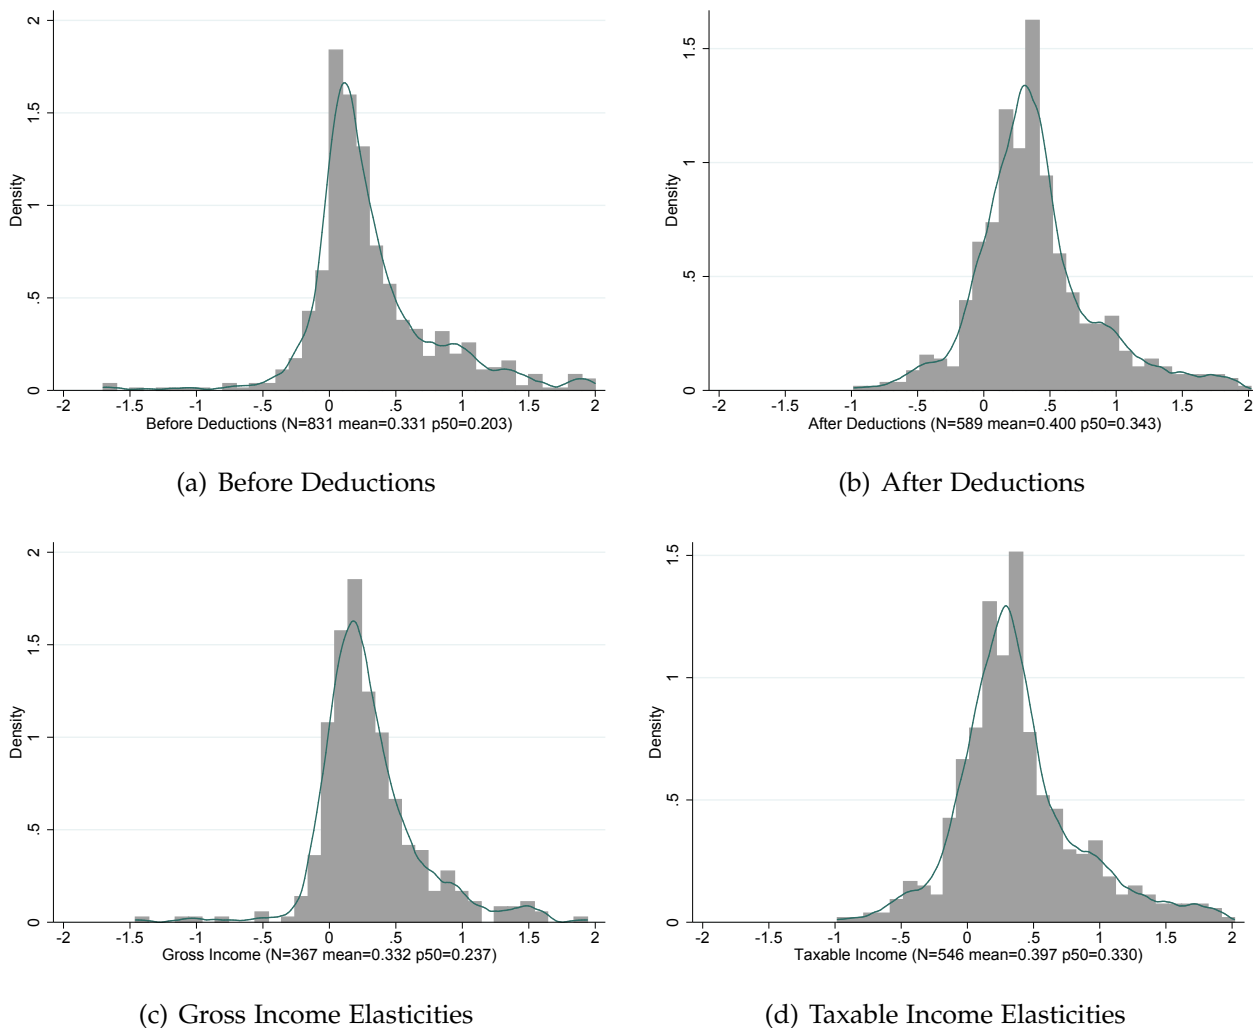 Density
2
1.5
1
.5
0
-2 -1.5 -1 -.5 0 .5 1 1.5 2
Before Deductions (N=831 mean=0.331 p50=0.203)
(a) Before Deductions
Density
1.5
1
.5
0
-2 -1.5 -1 -.5 0 .5 1 1.5 2
After Deductions (N=589 mean=0.400 p50=0.343)
(b) After Deductions
Density
2
1.5
1
.5
0
-2 -1.5 -1 -.5 0 .5 1 1.5 2
Gross Income (N=367 mean=0.332 p50=0.237)
(c) Gross Income Elasticities
Density
1.5
1
.5
0
-2 -1.5 -1 -.5 0 .5 1 1.5 2
Taxable Income (N=546 mean=0.397 p50=0.330)
(d) Taxable Income Elasticities